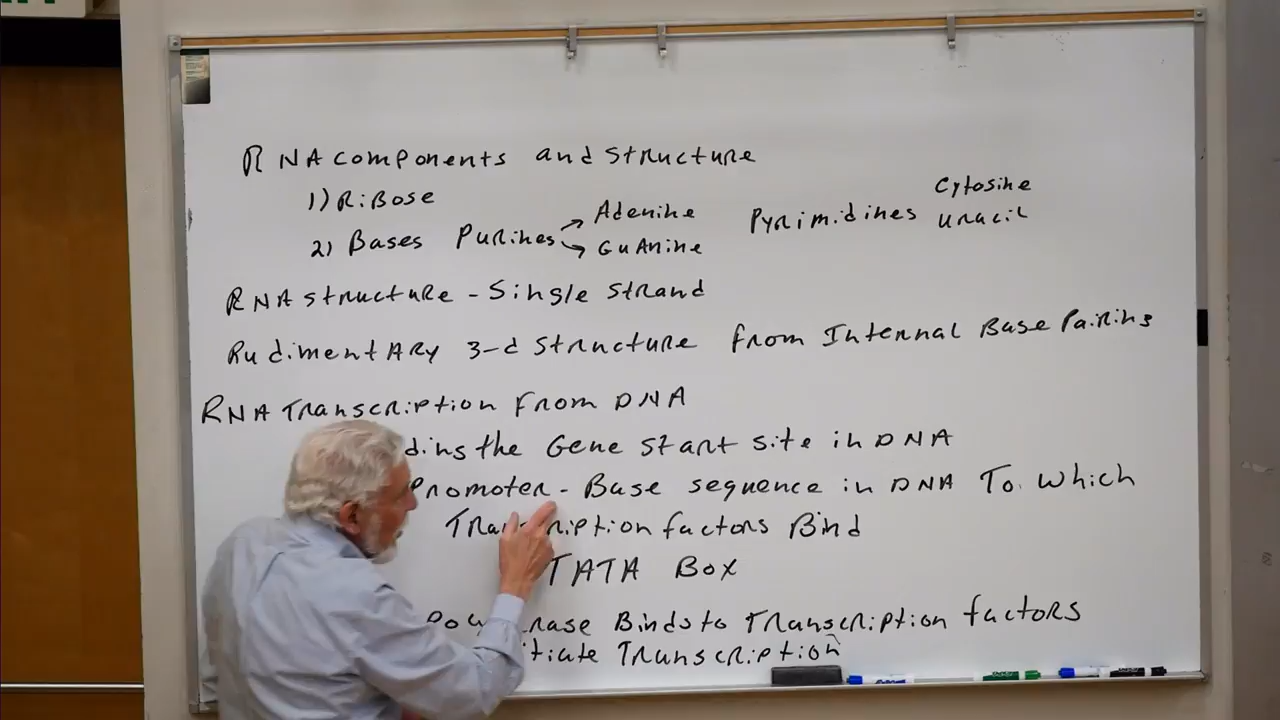 RNA components and structure
1) Ribose
2) Bases Purines Adenine Guanine Pyrimidines Cytosine uracil
RNA structure - Single strand
Rudimentary 3-d structure from Internal Base Pairing
RNA Transcription from DNA
the Gene start site in DNA
Promoter - Base sequence in DNA To which
factors Bind
TATA Box
Binds to Transcription factors
Transcription